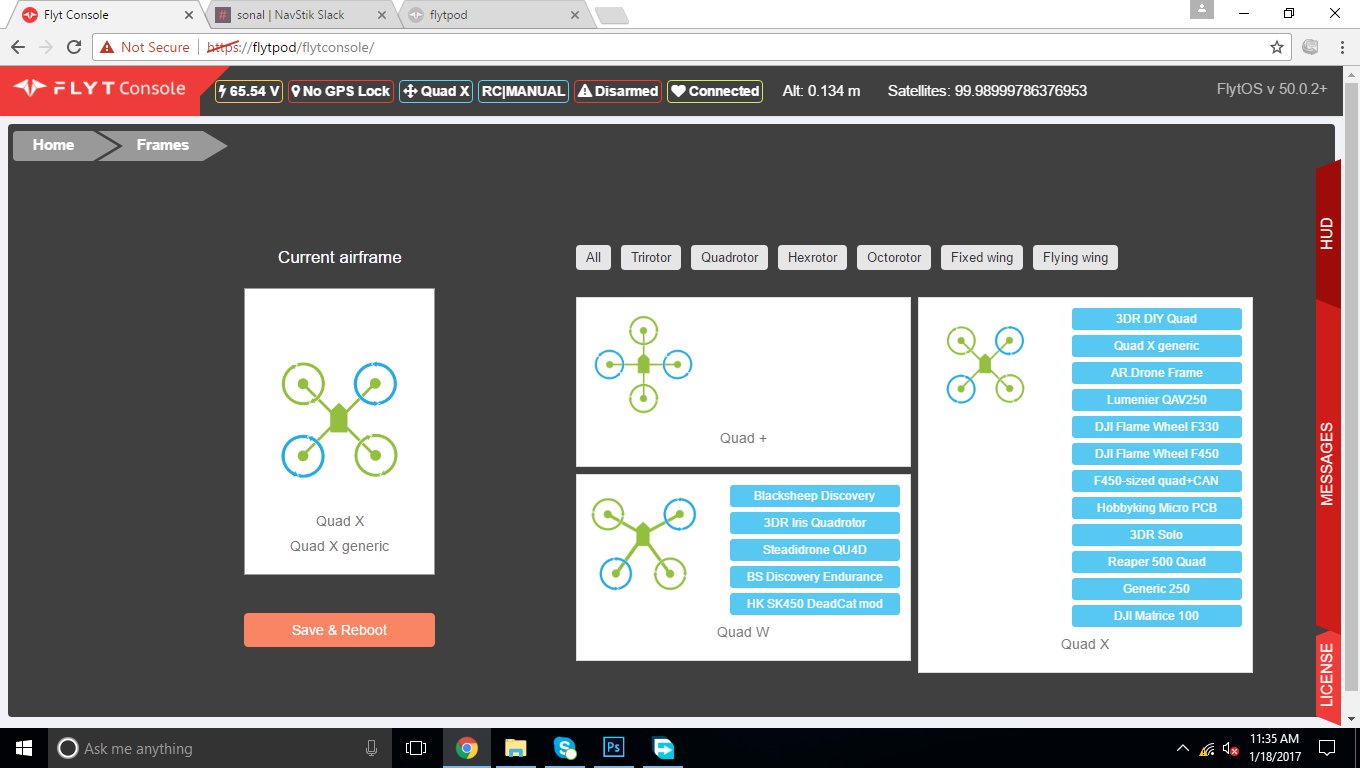 Flyt Console
# sonal | NavStik Slack
flytpod
Not Secure | https://flytpod/flytconsole/
FLYT Console
65.54 V
No GPS Lock
Quad X
RC|MANUAL
Disarmed
Connected
Alt: 0.134 m
Satellites: 99.98999786376953
FlytOS v 50.0.2+
Home
Frames
Current airframe
Quad X
Quad X generic
Save & Reboot
All
Trirotor
Quadrotor
Hexrotor
Octorotor
Fixed wing
Flying wing
Quad +
Blacksheep Discovery
3DR Iris Quadrotor
Steadidrone QU4D
BS Discovery Endurance
HK SK450 DeadCat mod
Quad W
3DR DIY Quad
Quad X generic
AR.Drone Frame
Lumenier QAV250
DJI Flame Wheel F330
DJI Flame Wheel F450
F450-sized quad+CAN
Hobbyking Micro PCB
3DR Solo
Reaper 500 Quad
Generic 250
DJI Matrice 100
Quad X
HUD
MESSAGES
LICENSE
Ask me anything
Ps
11:35 AM
1/18/2017